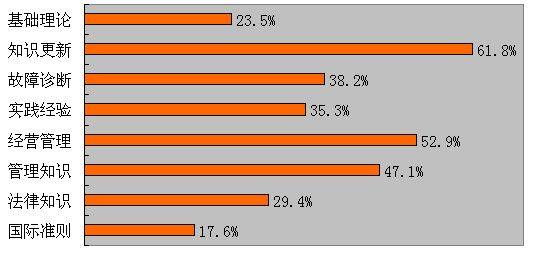 基础理论 23.5%
知识更新 61.8%
故障诊断 38.2%
实践经验 35.3%
经营管理 52.9%
管理知识 47.1%
法律知识 29.4%
国际准则 17.6%